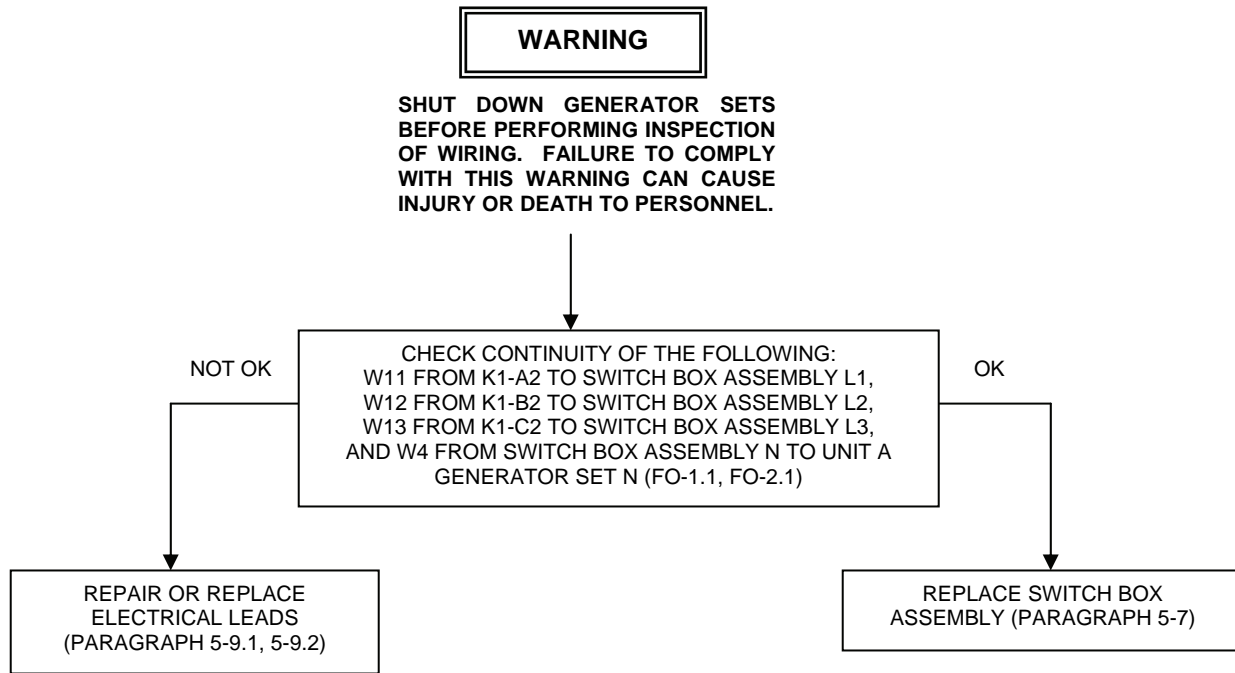 WARNING
SHUT DOWN GENERATOR SETS
BEFORE PERFORMING INSPECTION
OF WIRING. FAILURE TO COMPLY
WITH THIS WARNING CAN CAUSE
INJURY OR DEATH TO PERSONNEL.
NOT OK
CHECK CONTINUITY OF THE FOLLOWING:
W11 FROM K1-A2 TO SWITCH BOX ASSEMBLY L1,
W12 FROM K1-B2 TO SWITCH BOX ASSEMBLY L2,
W13 FROM K1-C2 TO SWITCH BOX ASSEMBLY L3,
AND W4 FROM SWITCH BOX ASSEMBLY N TO UNIT A
GENERATOR SET N (FO-1.1, FO-2.1)
OK
REPAIR OR REPLACE
ELECTRICAL LEADS
(PARAGRAPH 5-9.1, 5-9.2)
REPLACE SWITCH BOX
ASSEMBLY (PARAGRAPH 5-7)